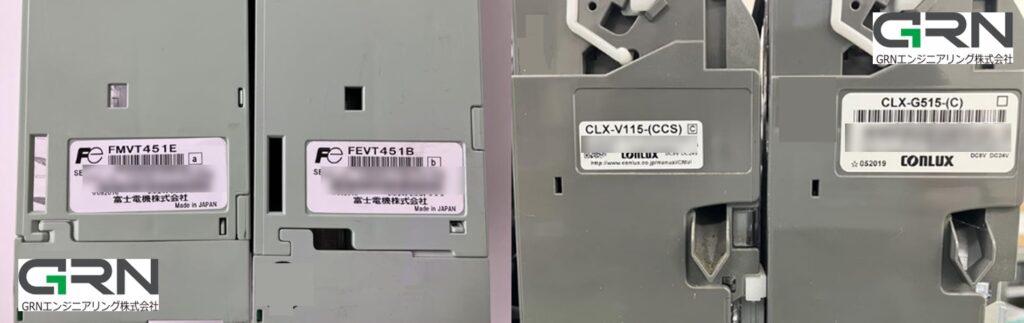 FMVT451E
a
SE
富士電機株式会社
Made in JAPAN
FEVT451B
b
SE
富士電機株式会社
Made in JAPAN
GRN
GRNエンジニアリング株式会社
CLX-V115-(CCS)
C
CONLUX
DC8V DC24V
CLX-G515-(C)
☆052019
CONLUX
DC8V DC24V
GRN
GRNエンジニアリング株式会社